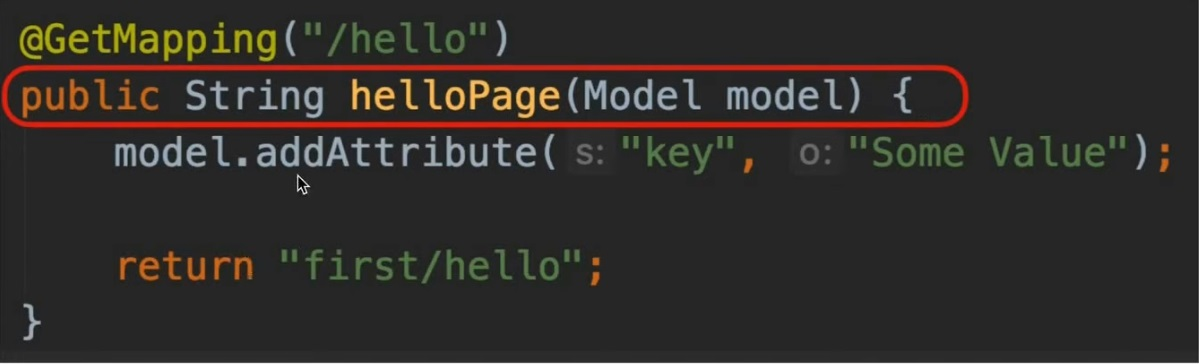 @GetMapping("/hello")
public String helloPage(Model model) {
model.addAttribute( s: "key", o: "Some Value");
return "first/hello";
}